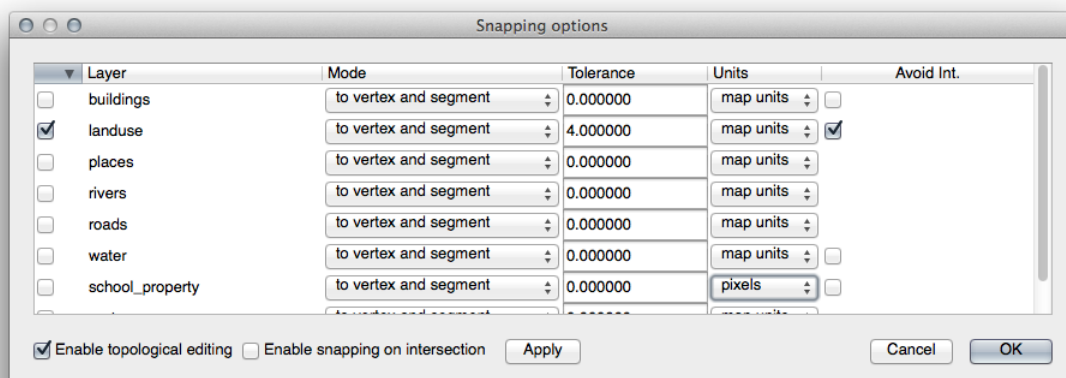 Snapping options
Layer Mode Tolerance Units Avoid Int.
buildings to vertex and segment 0.000000 map units
landuse to vertex and segment 4.000000 map units
places to vertex and segment 0.000000 map units
rivers to vertex and segment 0.000000 map units
roads to vertex and segment 0.000000 map units
water to vertex and segment 0.000000 map units
school_property to vertex and segment 0.000000 pixels
Enable topological editing Enable snapping on intersection Apply Cancel OK